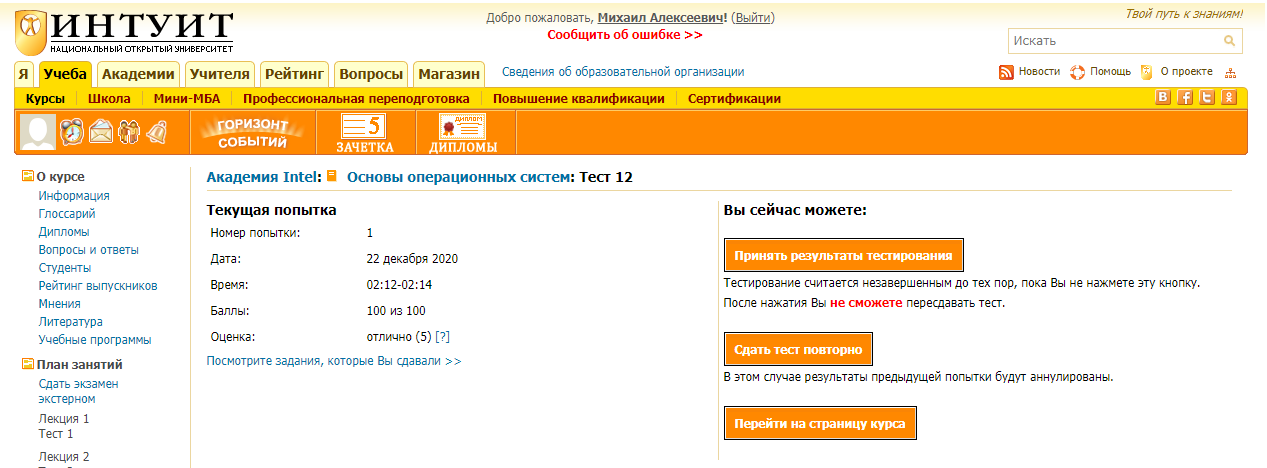 ИНТУИТ
НАЦИОНАЛЬНЫЙ ОТКРЫТЫЙ УНИВЕРСИТЕТ
Добро пожаловать, Михаил Алексеевич! (Выйти)
Сообщить об ошибке >>
Твой путь к знаниям!
Искать
Я Учеба Академии Учителя Рейтинг Вопросы Магазин Сведения об образовательной организации Новости Помощь О проекте
Курсы Школа Мини-МБА Профессиональная переподготовка Повышение квалификации Сертификации
ГОРИЗОНТ СОБЫТИЙ
5
ЗАЧЕТКА
ДИПЛОМ
ДИПЛОМЫ
О курсе
Информация
Глоссарий
Дипломы
Вопросы и ответы
Студенты
Рейтинг выпускников
Мнения
Литература
Учебные программы
План занятий
Сдать экзамен
экстерном
Лекция 1
Тест 1
Лекция 2
Академия Intel: Основы операционных систем: Тест 12
Текущая попытка
Номер попытки: 1
Дата: 22 декабря 2020
Время: 02:12-02:14
Баллы: 100 из 100
Оценка: отлично (5) [?]
Посмотрите задания, которые Вы сдавали >>
Вы сейчас можете:
Принять результаты тестирования
Тестирование считается незавершенным до тех пор, пока Вы не нажмете эту кнопку.
После нажатия Вы не сможете пересдавать тест.
Сдать тест повторно
В этом случае результаты предыдущей попытки будут аннулированы.
Перейти на страницу курса